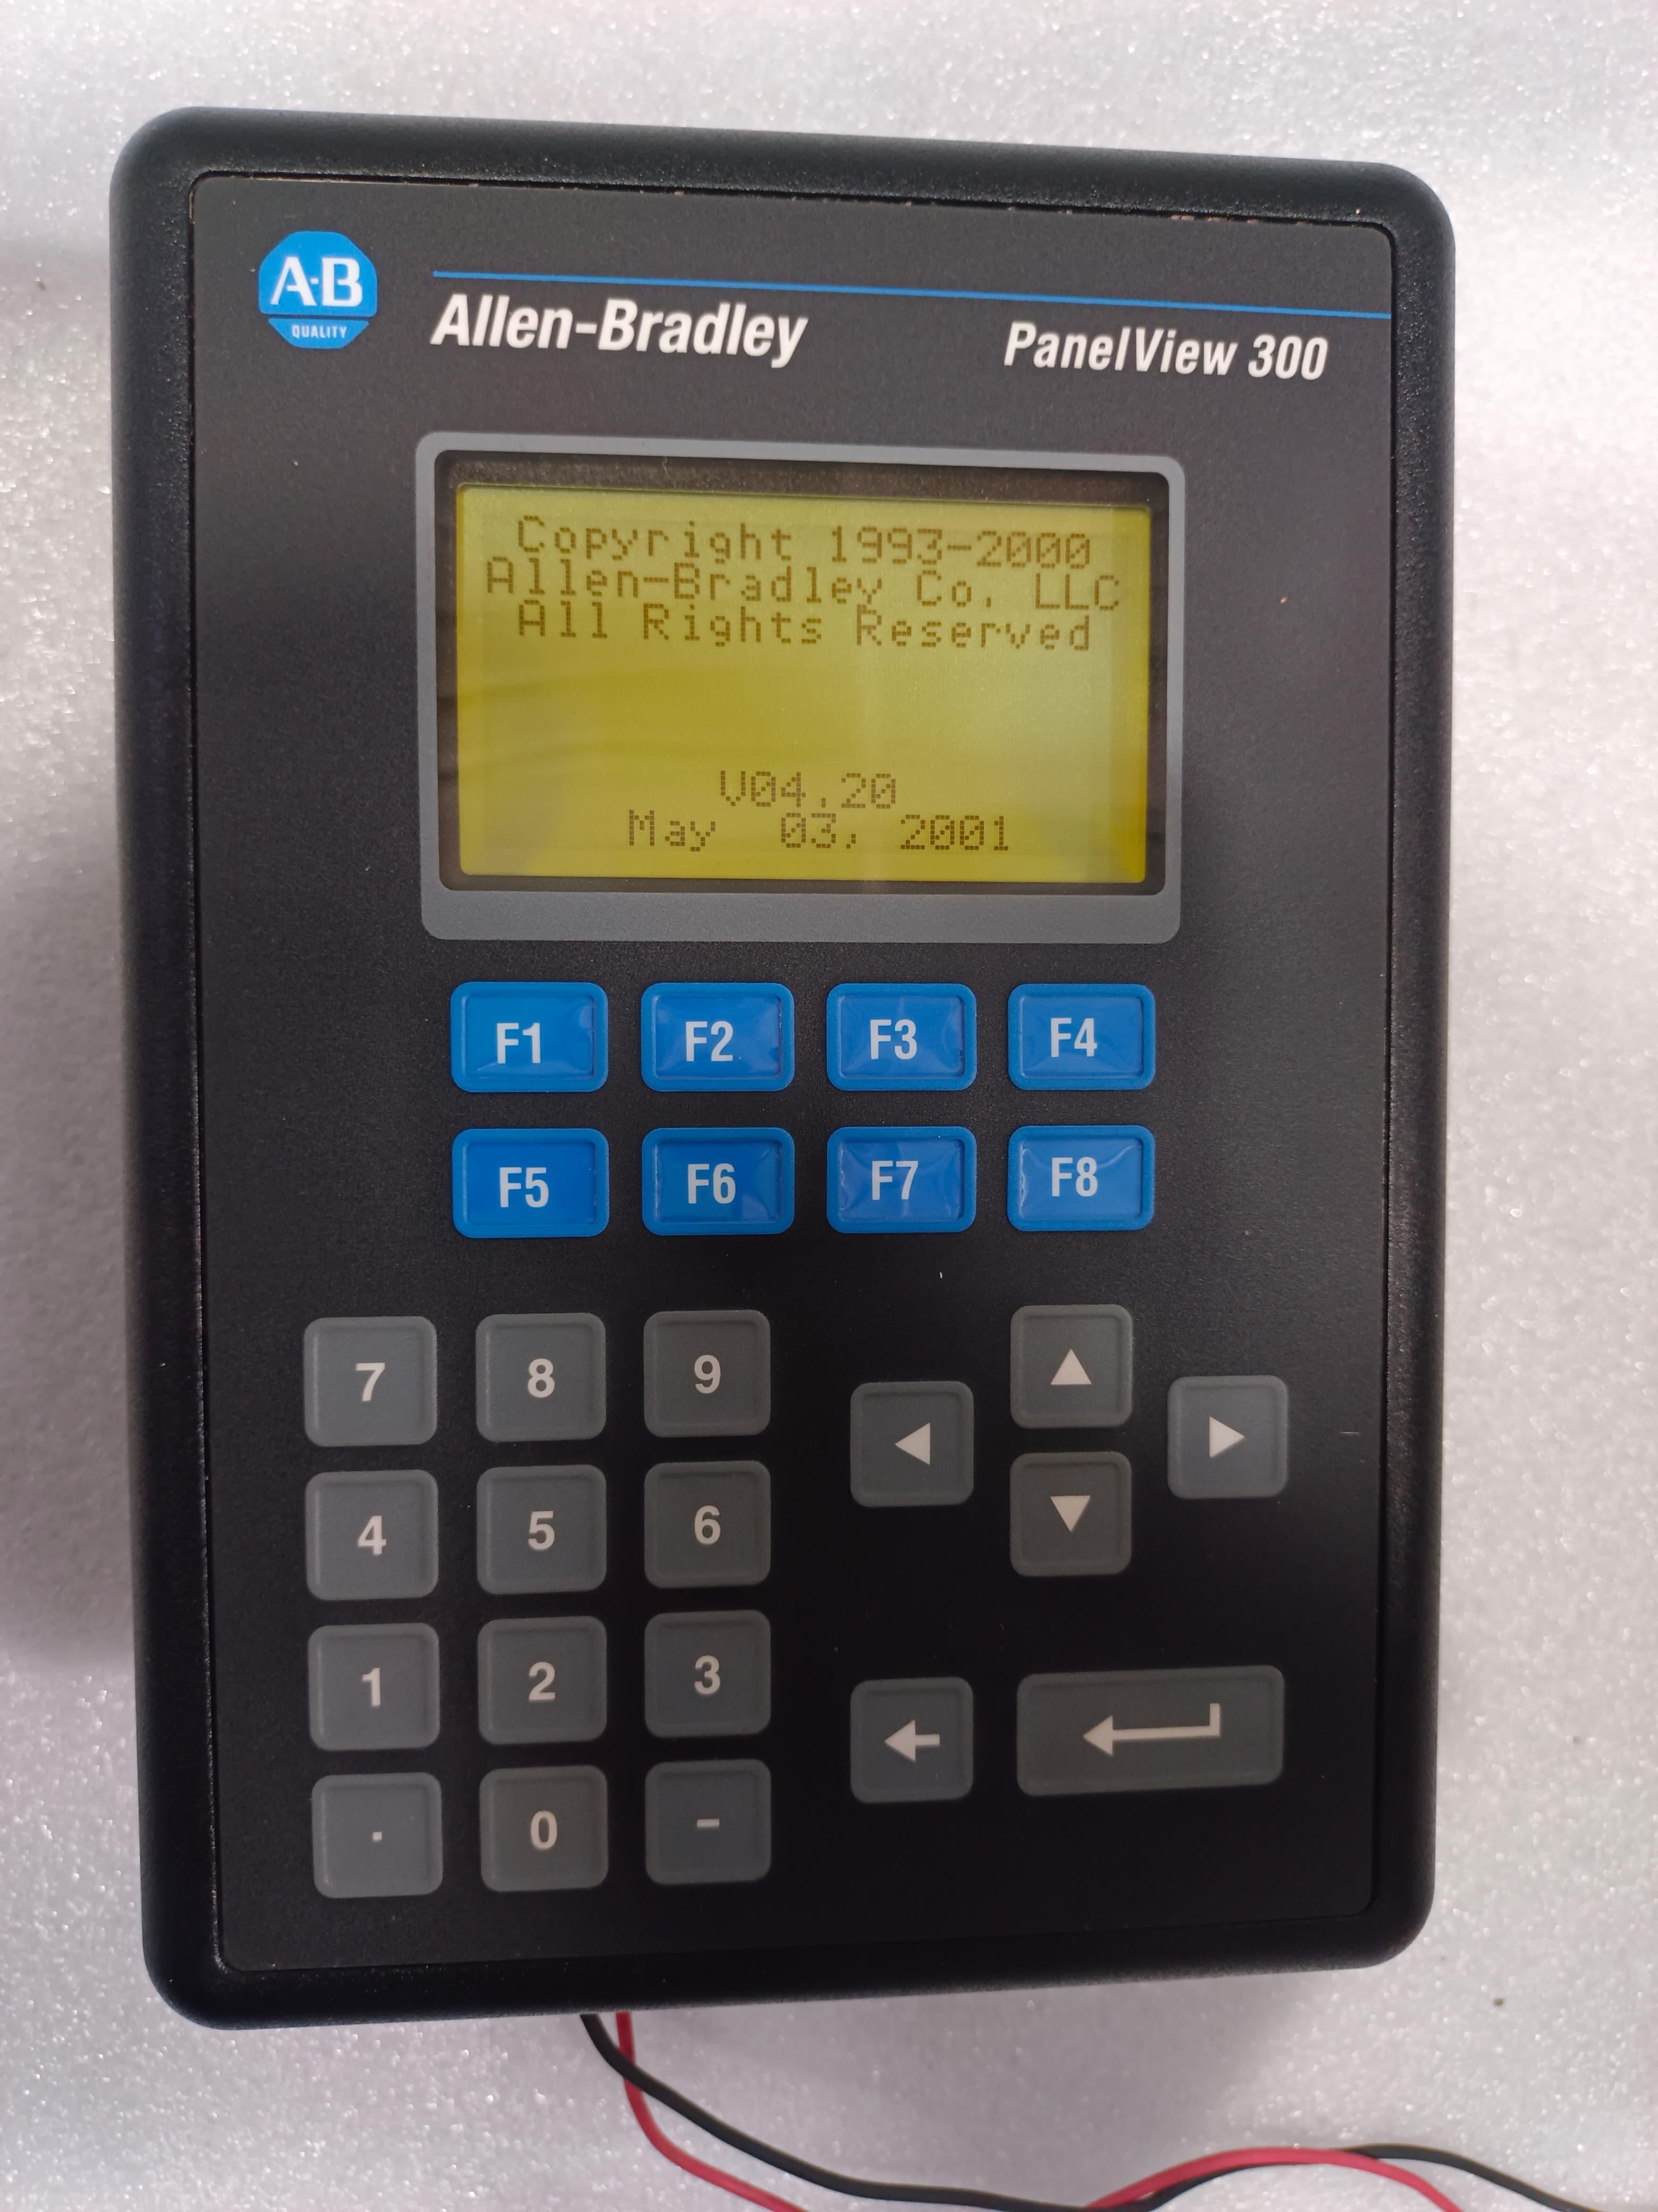 A·B
QUALITY
Allen-Bradley
PanelView 300
Copyright 1993-2000
Allen-Bradley Co. LLC
All Rights Reserved
V04.20
May 03, 2001
F1 F2 F3 F4
F5 F6 F7 F8
7 8 9
4 5 6
1 2 3
. 0 -